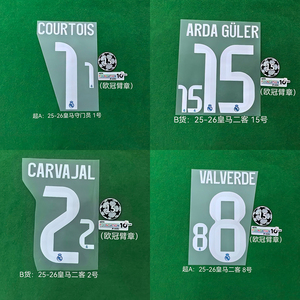 COURTOIS
1 1
(欧冠臂章)
超A：25-26皇马守门员 1号
ARDA GÜLER
15 15
(欧冠臂章)
B货：25-26皇马二客 15号
CARVAJAL
2 2
(欧冠臂章)
B货：25-26皇马二客 2号
VALVERDE
8 8
(欧冠臂章)
超A：25-26皇马二客 8号